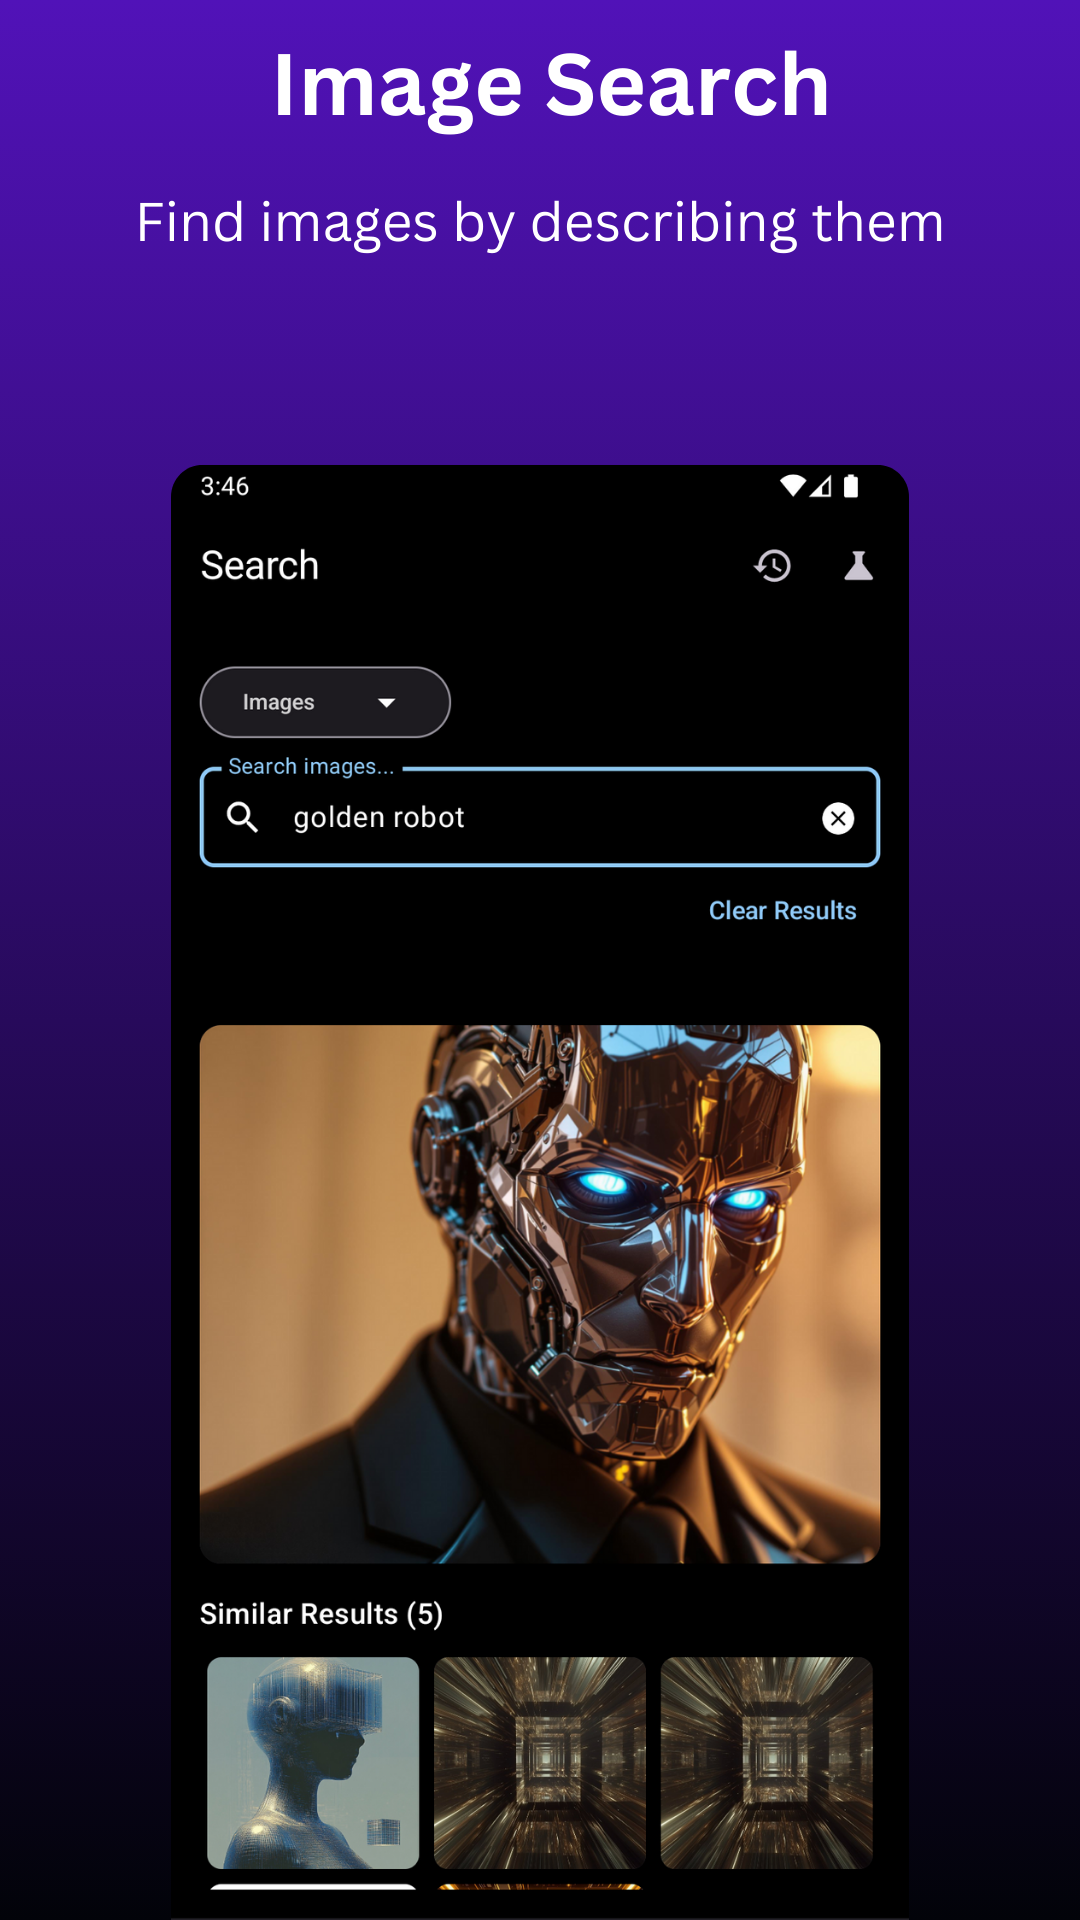 Image Search
Find images by describing them
3:46
Search
Images
Search images...
golden robot
Clear Results
Similar Results (5)